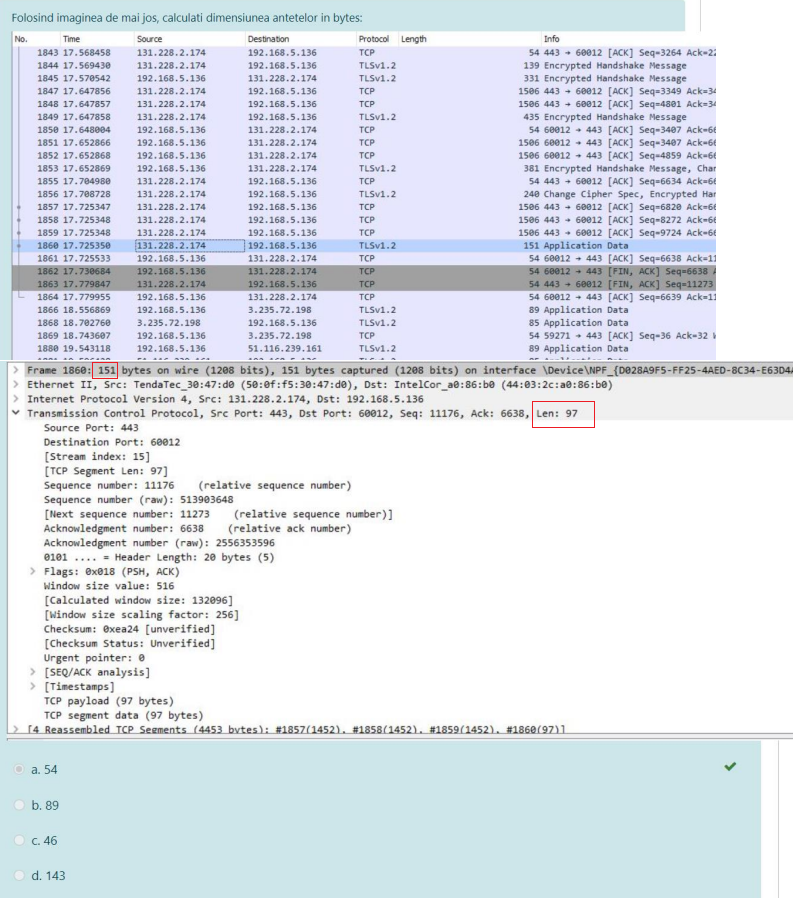 Folosind imaginea de mai jos, calculati dimensiunea antetelor in bytes:
No. Time Source Destination Protocol Length Info
1843 17.568458 131.228.2.174 192.168.5.136 TCP 54 443 → 60012 [ACK] Seq=3264 Ack=22
1844 17.569430 131.228.2.174 192.168.5.136 TLSv1.2 139 Encrypted Handshake Message
1845 17.570542 192.168.5.136 131.228.2.174 TLSv1.2 331 Encrypted Handshake Message
1847 17.647856 131.228.2.174 192.168.5.136 TCP 1506 443 → 60012 [ACK] Seq=3349 Ack=34
1848 17.647857 131.228.2.174 192.168.5.136 TCP 1506 443 → 60012 [ACK] Seq=4801 Ack=34
1849 17.647858 131.228.2.174 192.168.5.136 TLSv1.2 435 Encrypted Handshake Message
1850 17.648004 192.168.5.136 131.228.2.174 TCP 54 60012 → 443 [ACK] Seq=3407 Ack=66
1851 17.652866 192.168.5.136 131.228.2.174 TCP 1506 60012 → 443 [ACK] Seq=3407 Ack=66
1852 17.652868 192.168.5.136 131.228.2.174 TCP 1506 60012 → 443 [ACK] Seq=4859 Ack=66
1853 17.652869 192.168.5.136 131.228.2.174 TLSv1.2 381 Encrypted Handshake Message, Chan
1855 17.704980 131.228.2.174 192.168.5.136 TCP 54 443 → 60012 [ACK] Seq=6634 Ack=66
1856 17.708728 131.228.2.174 192.168.5.136 TLSv1.2 240 Change Cipher Spec, Encrypted Han
1857 17.725347 131.228.2.174 192.168.5.136 TCP 1506 443 → 60012 [ACK] Seq=6820 Ack=66
1858 17.725348 131.228.2.174 192.168.5.136 TCP 1506 443 → 60012 [ACK] Seq=8272 Ack=66
1859 17.725348 131.228.2.174 192.168.5.136 TCP 1506 443 → 60012 [ACK] Seq=9724 Ack=66
1860 17.725350 131.228.2.174 192.168.5.136 TLSv1.2 151 Application Data
1861 17.725533 192.168.5.136 131.228.2.174 TCP 54 60012 → 443 [ACK] Seq=6638 Ack=11
1862 17.730684 192.168.5.136 131.228.2.174 TCP 54 60012 → 443 [FIN, ACK] Seq=6638 A
1863 17.779847 131.228.2.174 192.168.5.136 TCP 54 443 → 60012 [FIN, ACK] Seq=11273
1864 17.779955 192.168.5.136 131.228.2.174 TCP 54 60012 → 443 [ACK] Seq=6639 Ack=11
1866 18.556869 192.168.5.136 3.235.72.198 TLSv1.2 89 Application Data
1868 18.702760 3.235.72.198 192.168.5.136 TLSv1.2 85 Application Data
1869 18.743607 192.168.5.136 3.235.72.198 TCP 54 59271 → 443 [ACK] Seq=36 Ack=32 W
1880 19.543118 192.168.5.136 51.116.239.161 TLSv1.2 89 Application Data
Frame 1860: 151 bytes on wire (1208 bits), 151 bytes captured (1208 bits) on interface \Device\NPF_{D028A9F5-FF25-4AED-8C34-E63D4A
Ethernet II, Src: TendaTec_30:47:d0 (50:0f:f5:30:47:d0), Dst: IntelCor_a0:86:b0 (44:03:2c:a0:86:b0)
Internet Protocol Version 4, Src: 131.228.2.174, Dst: 192.168.5.136
Transmission Control Protocol, Src Port: 443, Dst Port: 60012, Seq: 11176, Ack: 6638, Len: 97
Source Port: 443
Destination Port: 60012
[Stream index: 15]
[TCP Segment Len: 97]
Sequence number: 11176 (relative sequence number)
Sequence number (raw): 513903648
[Next sequence number: 11273 (relative sequence number)]
Acknowledgment number: 6638 (relative ack number)
Acknowledgment number (raw): 2556353596
0101 .... = Header Length: 20 bytes (5)
Flags: 0x018 (PSH, ACK)
Window size value: 516
[Calculated window size: 132096]
[Window size scaling factor: 256]
Checksum: 0xea24 [unverified]
[Checksum Status: Unverified]
Urgent pointer: 0
[SEQ/ACK analysis]
[Timestamps]
TCP payload (97 bytes)
TCP segment data (97 bytes)
[4 Reassembled TCP Segments (4453 bytes): #1857(1452), #1858(1452), #1859(1452), #1860(97)]
a. 54
b. 89
c. 46
d. 143